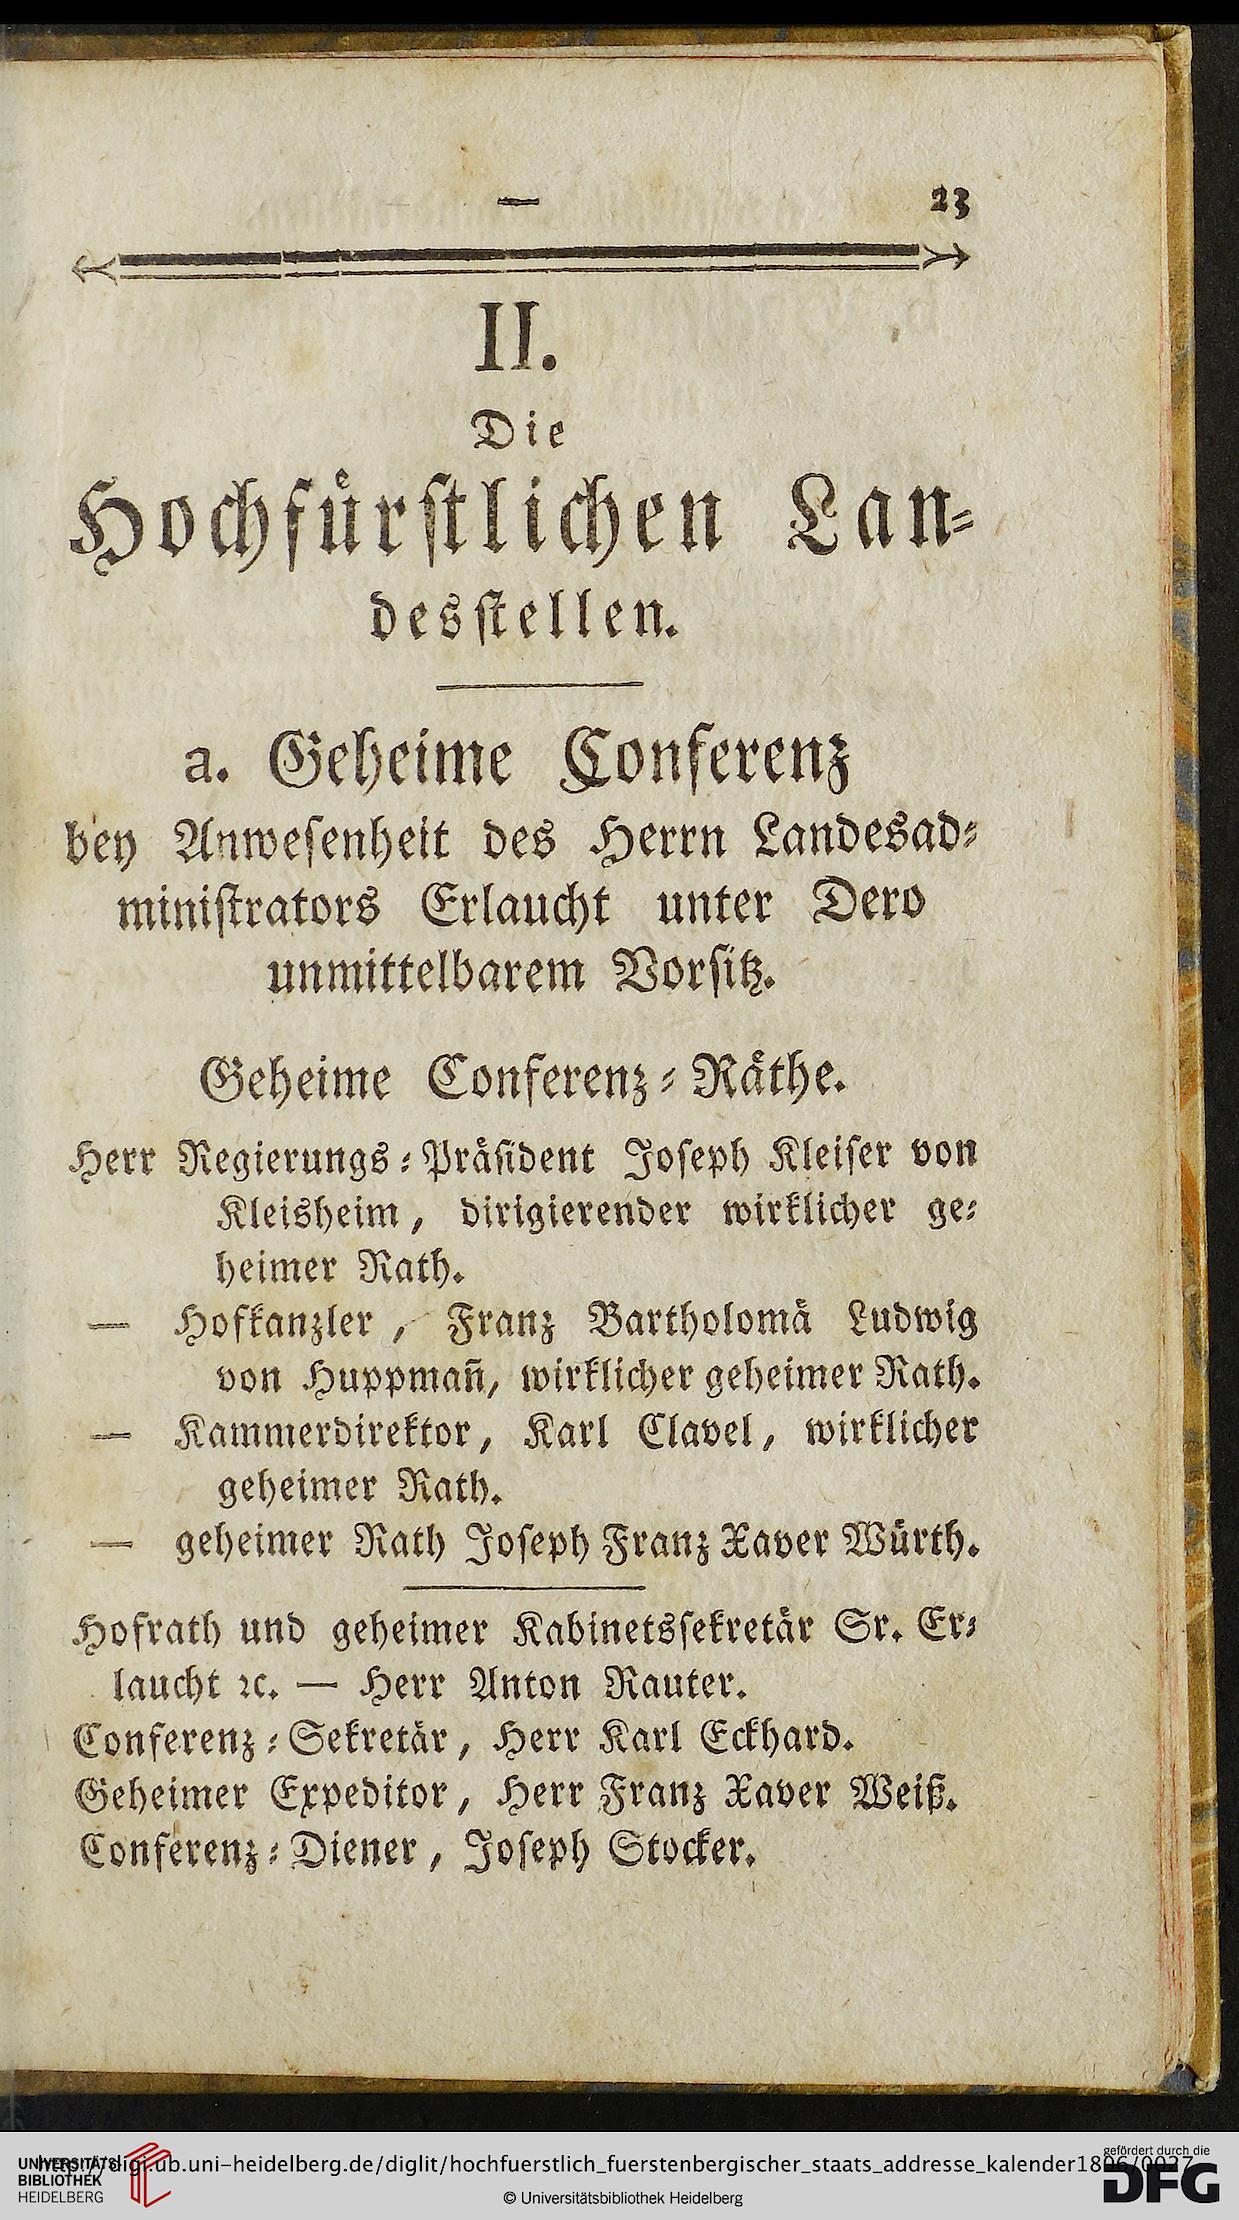 — 23
II.
Die
Hochfürſtlichen Lan⸗
desſtellen.
a. Geheime Conferenz
bey Anweſenheit des Herrn Landesad⸗
miniſtrators Erlaucht unter Dero
unmittelbarem Vorſitz.
Geheime Conferenz⸗Räthe.
Herr Regierungs⸗Präſident Joſeph Kleiſer von
Kleisheim, dirigierender wirklicher ge⸗
heimer Rath.
— Hofkanzler, Franz Bartholomä Ludwig
von Huppmañ, wirklicher geheimer Rath.
— Kammerdirektor, Karl Clavel, wirklicher
geheimer Rath.
— geheimer Rath Joſeph Franz Xaver Würth.
Hofrath und geheimer Kabinetsſekretär Sr. Er⸗
laucht ꝛc. — Herr Anton Rauter.
Conferenz⸗Sekretär, Herr Karl Eckhard.
Geheimer Expeditor, Herr Franz Xaver Weiß.
Conferenz⸗Diener, Joſeph Stocker.
UNIVERSITÄTS-
BIBLIOTHEK
HEIDELBERG
http://digi.ub.uni-heidelberg.de/diglit/hochfuerstlich_fuerstenbergischer_staats_addresse_kalender1806/0027
© Universitätsbibliothek Heidelberg
gefördert durch die
DFG